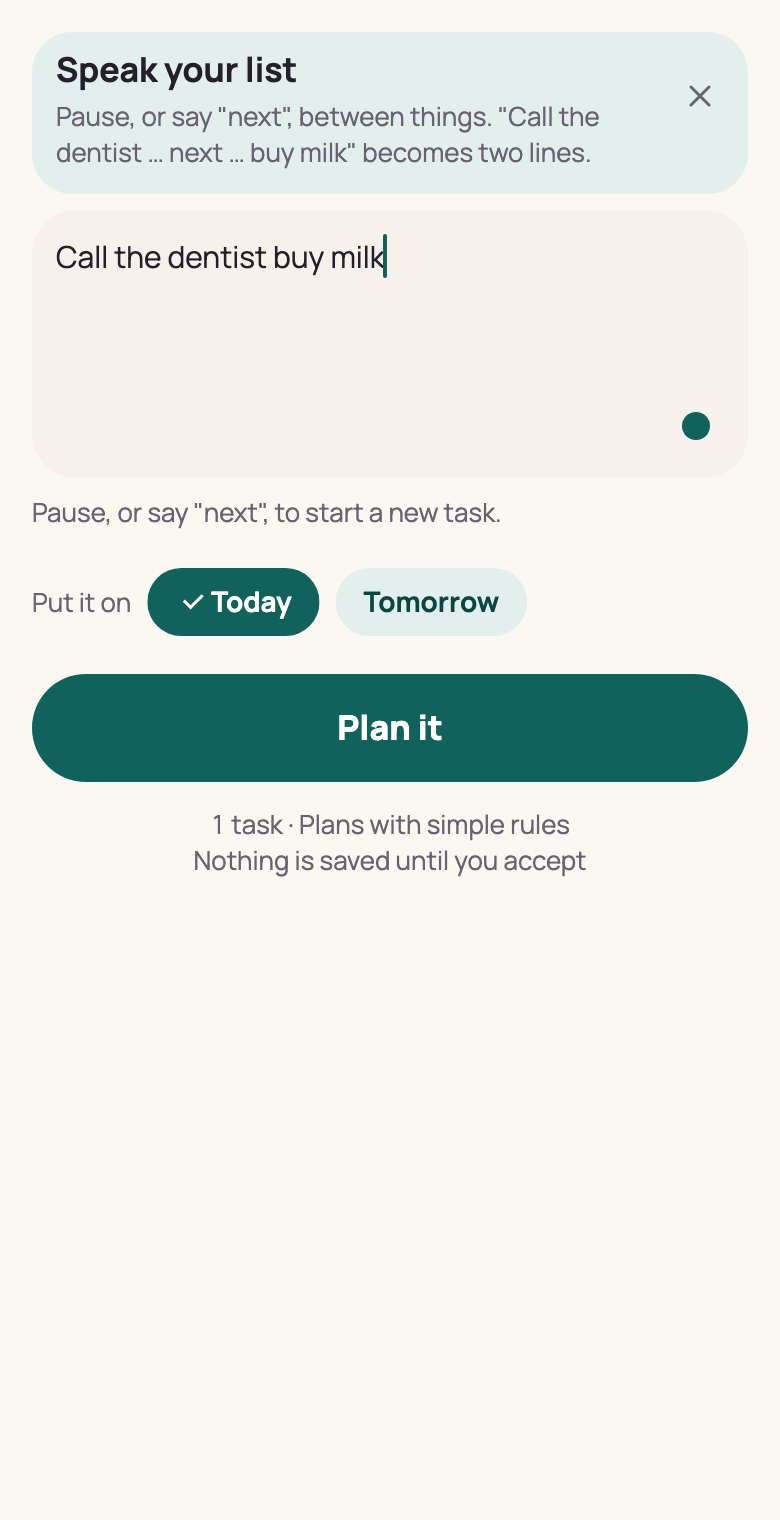 Speak your list
Pause, or say "next", between things. "Call the
dentist … next … buy milk" becomes two lines.
Call the dentist buy milk
Pause, or say "next", to start a new task.
Put it on
✓ Today
Tomorrow
Plan it
1 task · Plans with simple rules
Nothing is saved until you accept